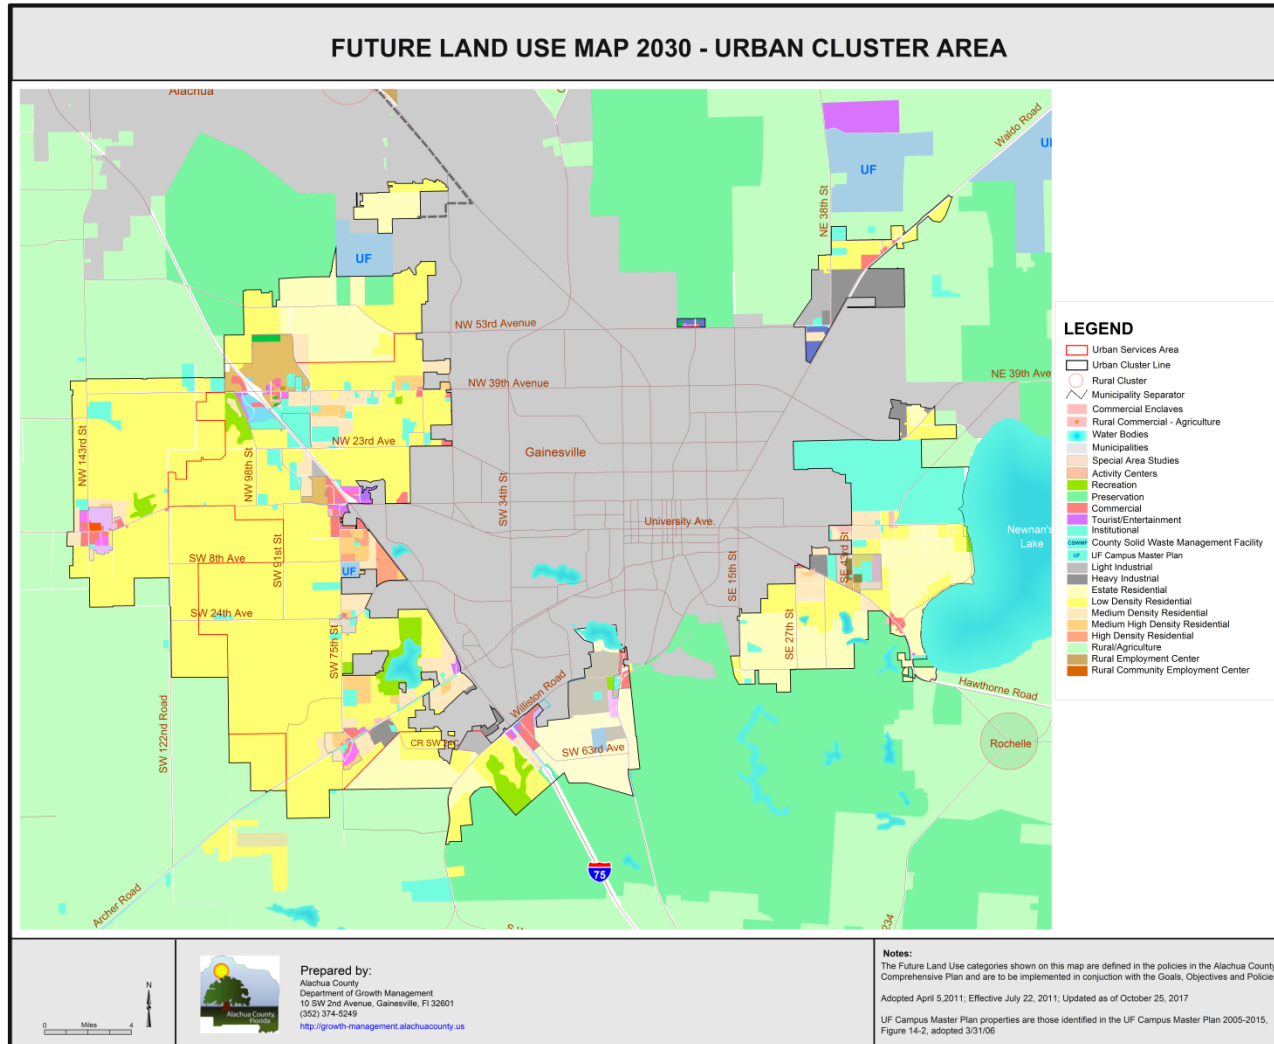 FUTURE LAND USE MAP 2030 - URBAN CLUSTER AREA
Alachua
Waldo Road
UF
UF
NE 38th St
UF
NW 53rd Avenue
NW 39th Avenue
NE 39th Ave
NW 23rd Ave
NW 143rd St
NW 98th St
Gainesville
SW 34th St
University Ave.
Newnan's
Lake
SW 8th Ave
SW 91st St
UF
SE 15th St
SE 43rd St
SW 24th Ave
SW 75th St
SE 27th St
Williston Road
Hawthorne Road
SW 122nd Road
CR SW 24C
SW 63rd Ave
Rochelle
75
Archer Road
234
LEGEND
Urban Services Area
Urban Cluster Line
Rural Cluster
Municipality Separator
Commercial Enclaves
Rural Commercial - Agriculture
Water Bodies
Municipalities
Special Area Studies
Activity Centers
Recreation
Preservation
Commercial
Tourist/Entertainment
Institutional
CSWMF County Solid Waste Management Facility
UF UF Campus Master Plan
Light Industrial
Heavy Industrial
Estate Residential
Low Density Residential
Medium Density Residential
Medium High Density Residential
High Density Residential
Rural/Agriculture
Rural Employment Center
Rural Community Employment Center
N
0 Miles 4
Alachua County,
Florida
Prepared by:
Alachua County
Department of Growth Management
10 SW 2nd Avenue, Gainesville, Fl 32601
(352) 374-5249
http://growth-management.alachuacounty.us
Notes:
The Future Land Use categories shown on this map are defined in the policies in the Alachua County
Comprehensive Plan and are to be implemented in conjunction with the Goals, Objectives and Policie
Adopted April 5,2011; Effective July 22, 2011; Updated as of October 25, 2017
UF Campus Master Plan properties are those identified in the UF Campus Master Plan 2005-2015,
Figure 14-2, adopted 3/31/06